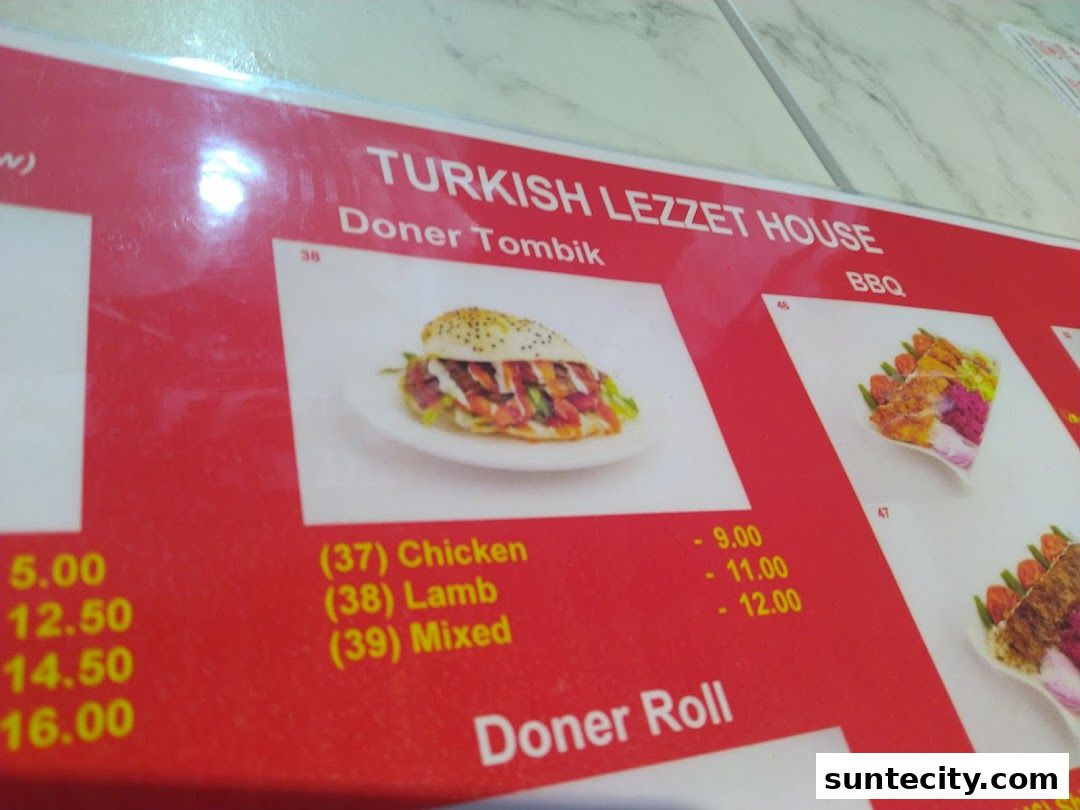 TURKISH LEZZET HOUSE
Doner Tombik
38
(37) Chicken - 9.00
(38) Lamb - 11.00
(39) Mixed - 12.00
Doner Roll
BBQ
46
47
5.00
12.50
14.50
16.00
suntecity.com